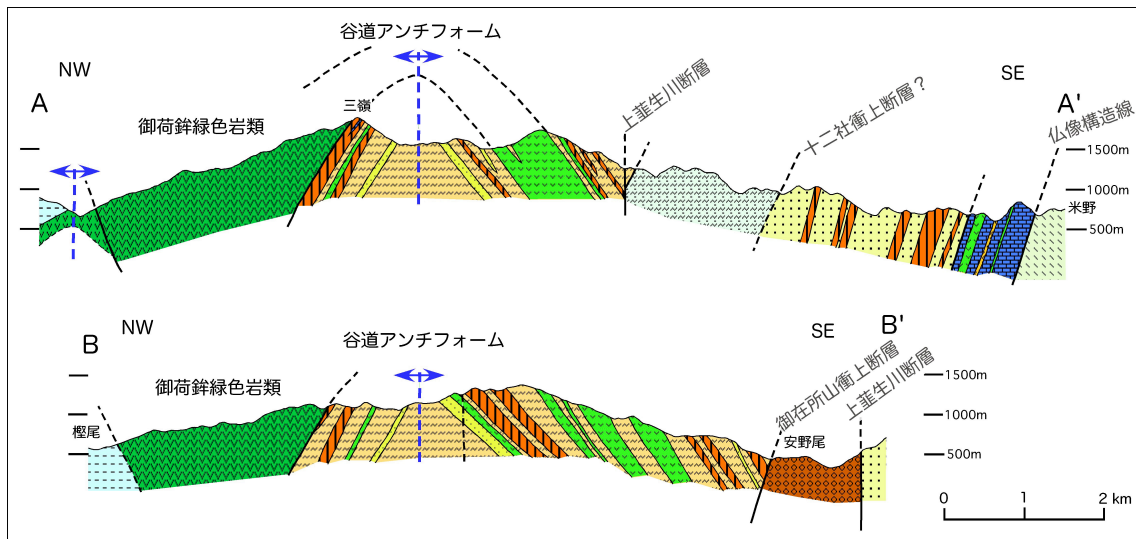 谷道アンチフォーム
NW
SE
A
A'
三嶺
上韮生川断層
十二社衝上断層？
仏像構造線
御荷鉾緑色岩類
1500m
1000m
米野
500m
NW
谷道アンチフォーム
SE
B
B'
御荷鉾緑色岩類
御在所山衝上断層
上韮生川断層
1500m
1000m
樫尾
安野尾
500m
0
1
2 km